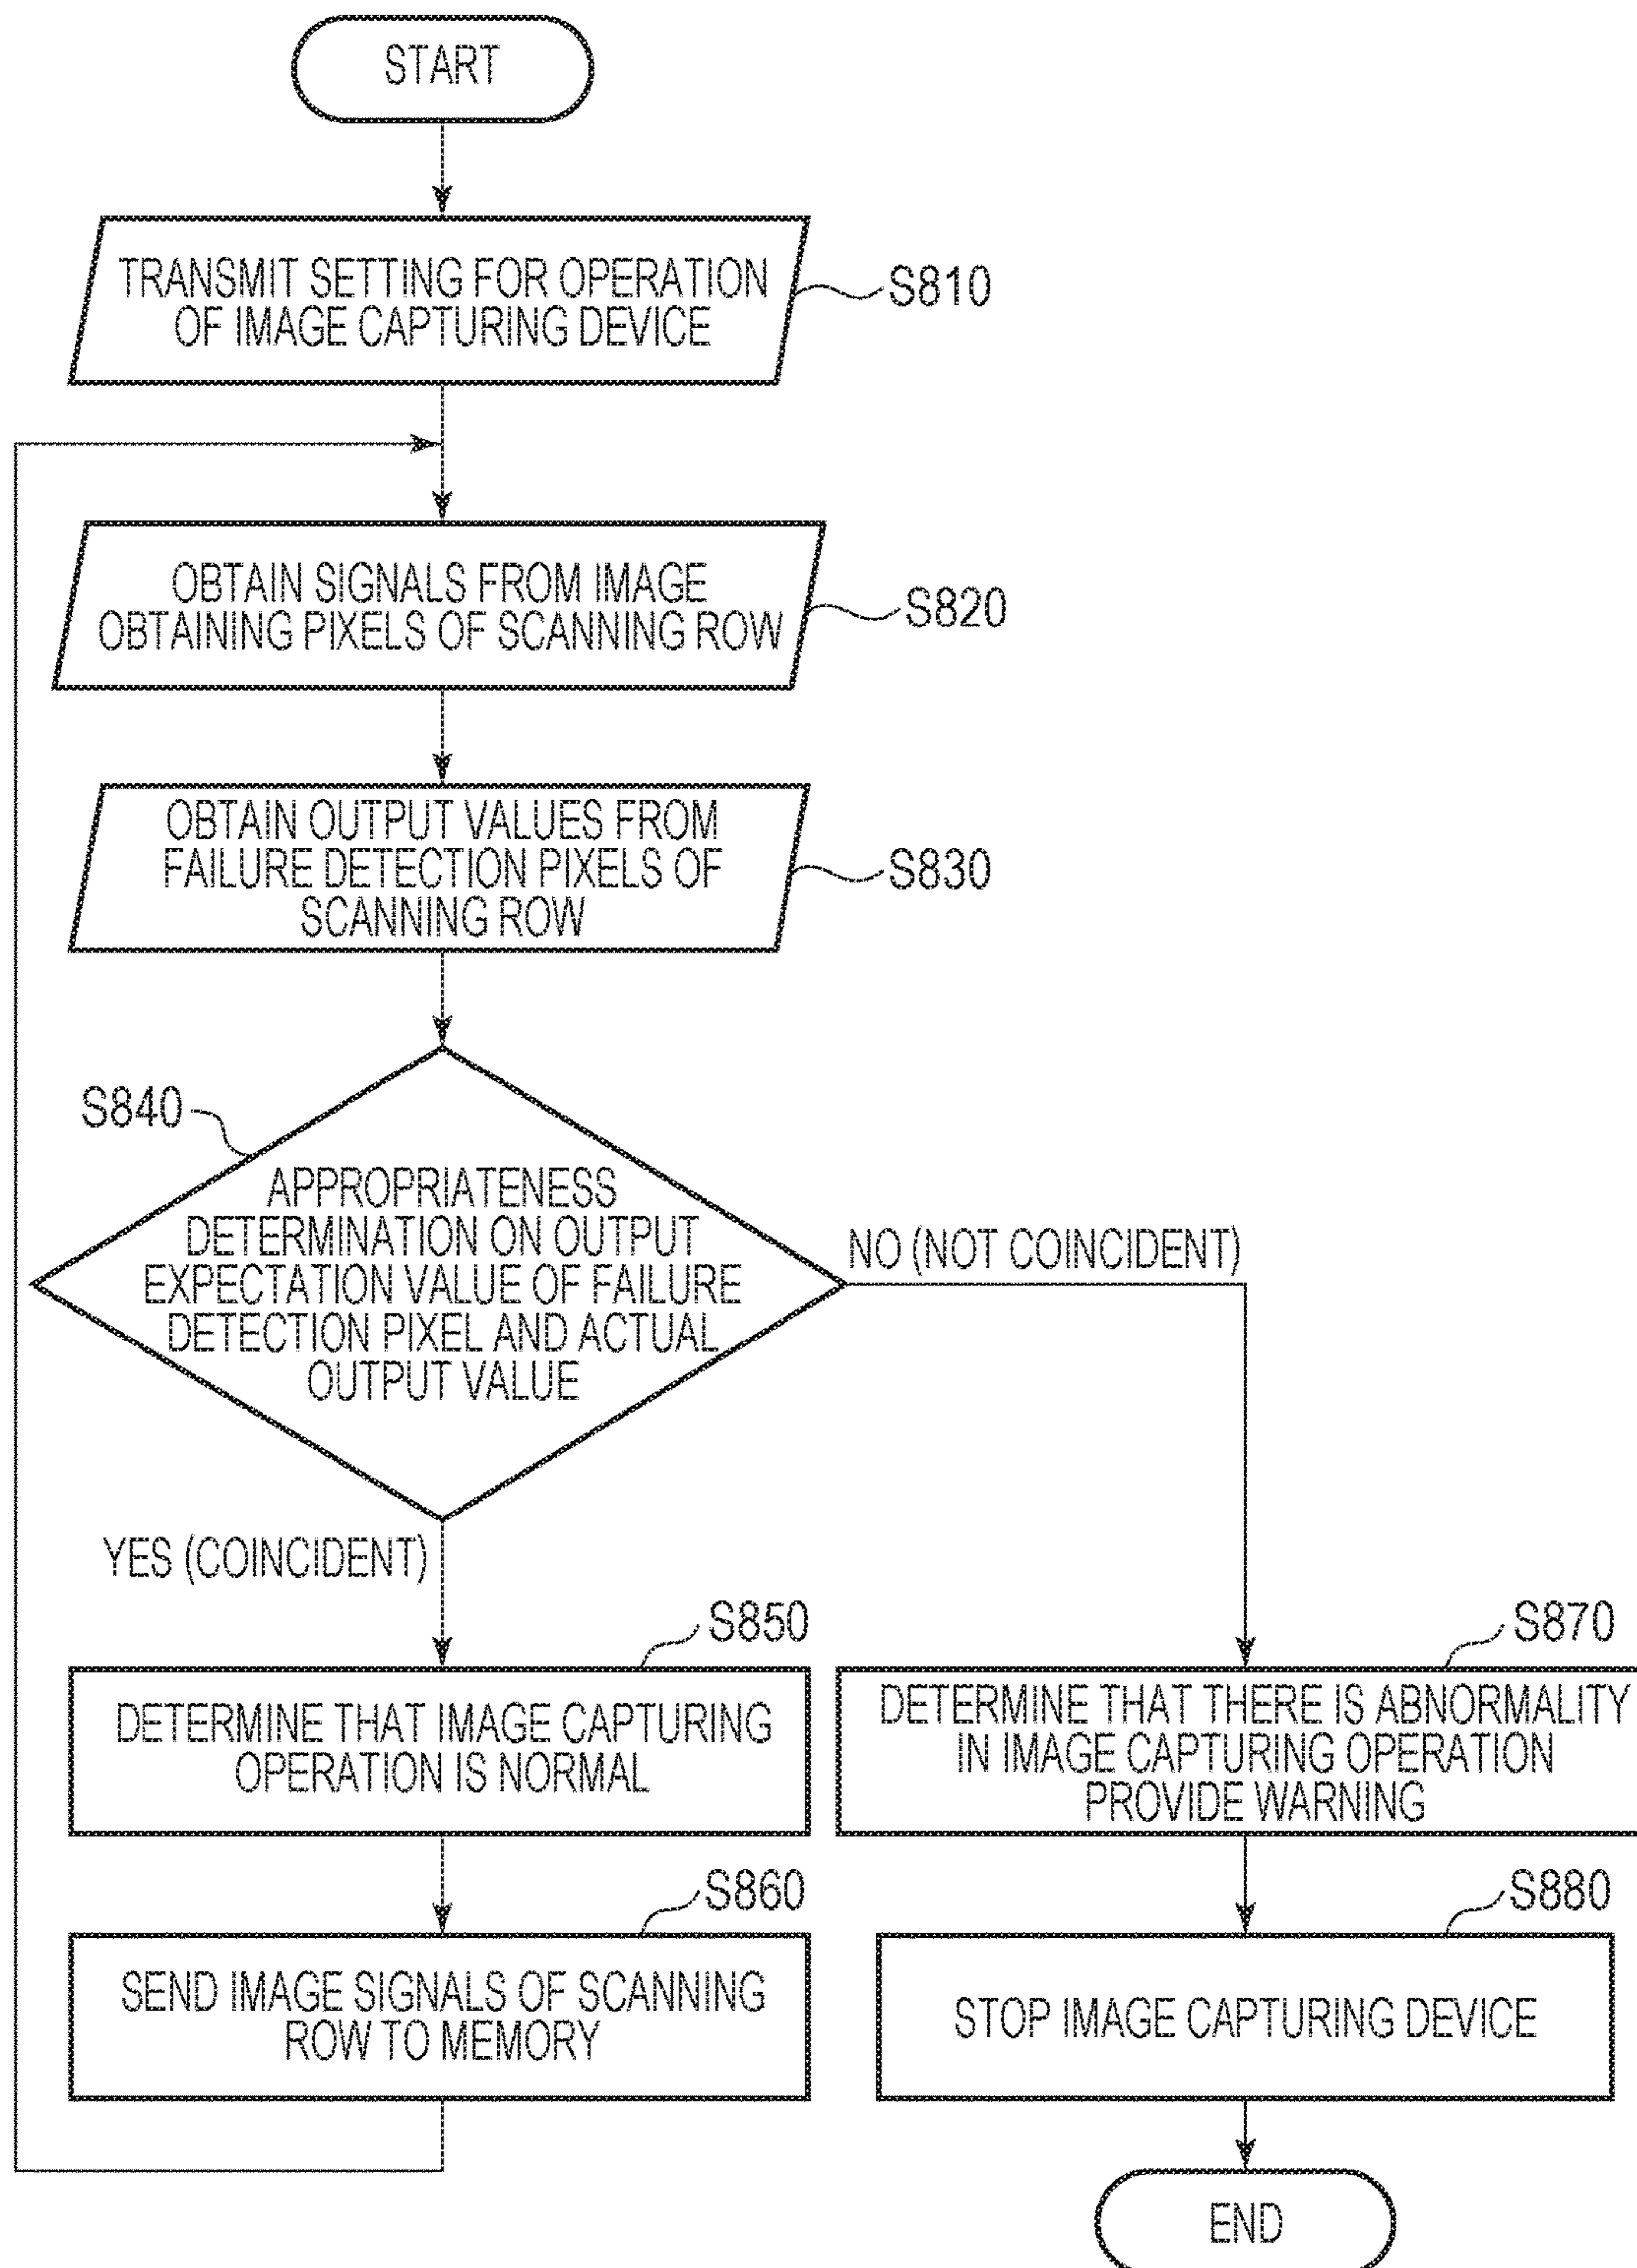 START
TRANSMIT SETTING FOR OPERATION
OF IMAGE CAPTURING DEVICE
S810
OBTAIN SIGNALS FROM IMAGE
OBTAINING PIXELS OF SCANNING ROW
S820
OBTAIN OUTPUT VALUES FROM
FAILURE DETECTION PIXELS OF
SCANNING ROW
S830
S840
APPROPRIATENESS
DETERMINATION ON OUTPUT
EXPECTATION VALUE OF FAILURE
DETECTION PIXEL AND ACTUAL
OUTPUT VALUE
NO (NOT COINCIDENT)
YES (COINCIDENT)
S850
DETERMINE THAT IMAGE CAPTURING
OPERATION IS NORMAL
S870
DETERMINE THAT THERE IS ABNORMALITY
IN IMAGE CAPTURING OPERATION
PROVIDE WARNING
S860
SEND IMAGE SIGNALS OF SCANNING
ROW TO MEMORY
S880
STOP IMAGE CAPTURING DEVICE
END